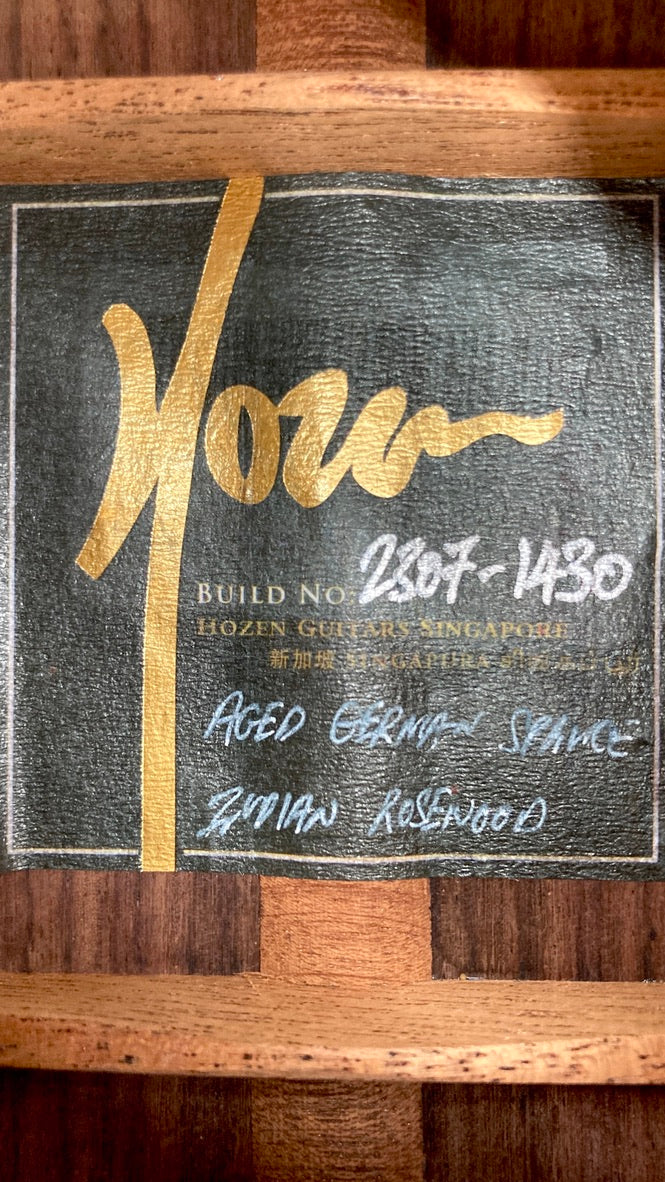 Hozen
BUILD NO: 2307-1430
HOZEN GUITARS SINGAPORE
新加坡 SINGAPURA
AGED GERMAN SPRUCE
INDIAN ROSEWOOD